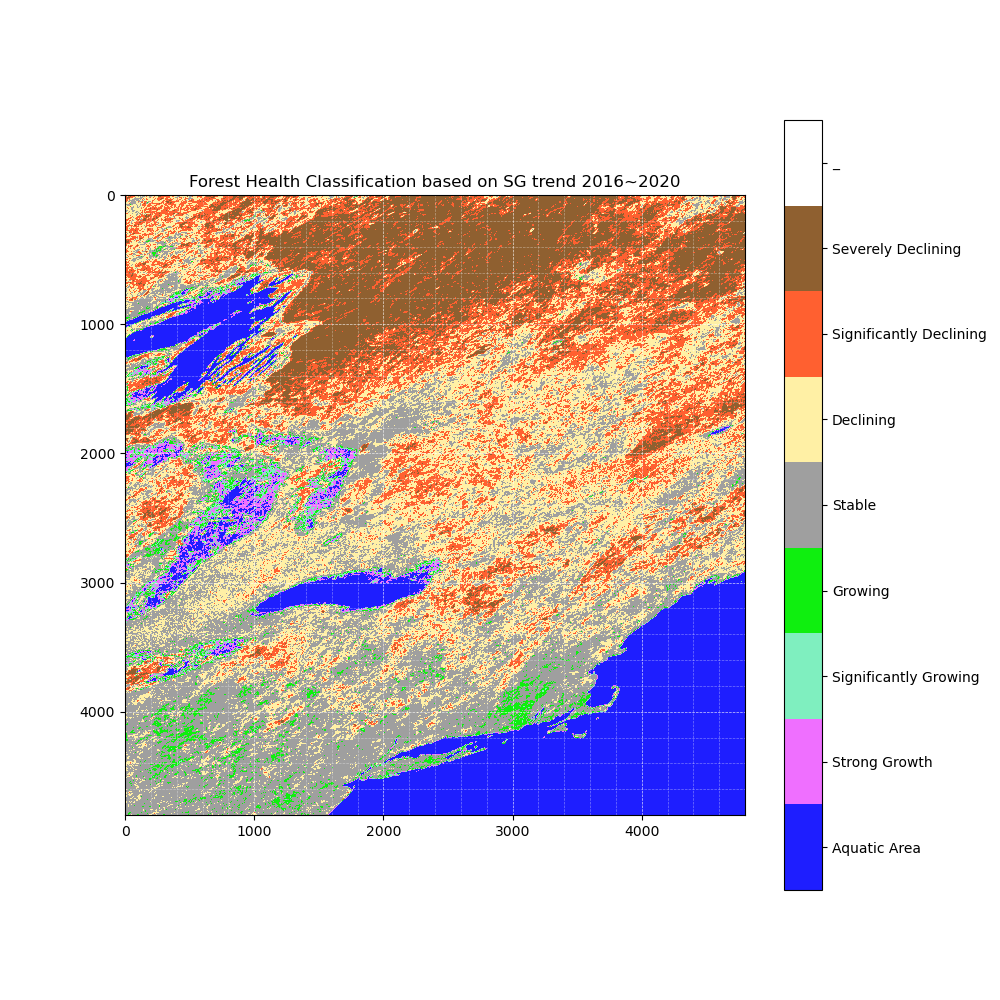 Forest Health Classification based on SG trend 2016~2020
0
1000
2000
3000
4000
0
1000
2000
3000
4000
_
Severely Declining
Significantly Declining
Declining
Stable
Growing
Significantly Growing
Strong Growth
Aquatic Area